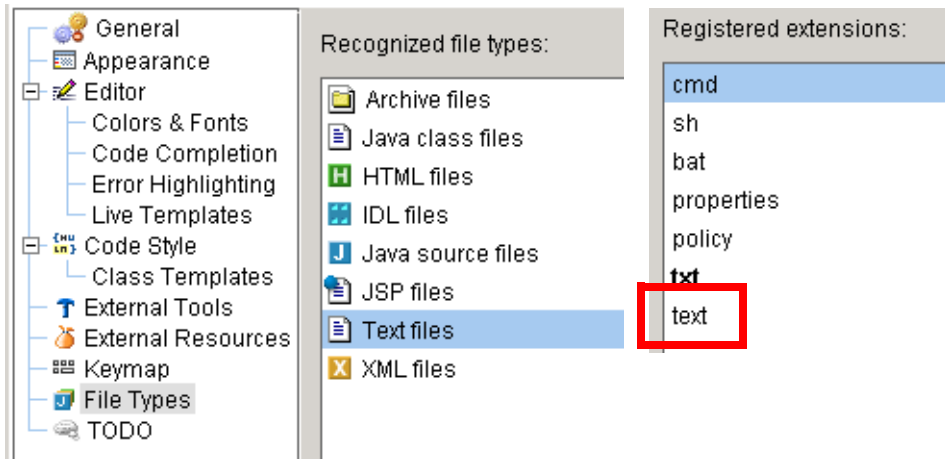 General
Appearance
Editor
Colors & Fonts
Code Completion
Error Highlighting
Live Templates
Code Style
Class Templates
External Tools
External Resources
Keymap
File Types
TODO
Recognized file types:
Archive files
Java class files
HTML files
IDL files
Java source files
JSP files
Text files
XML files
Registered extensions:
cmd
sh
bat
properties
policy
txt
text